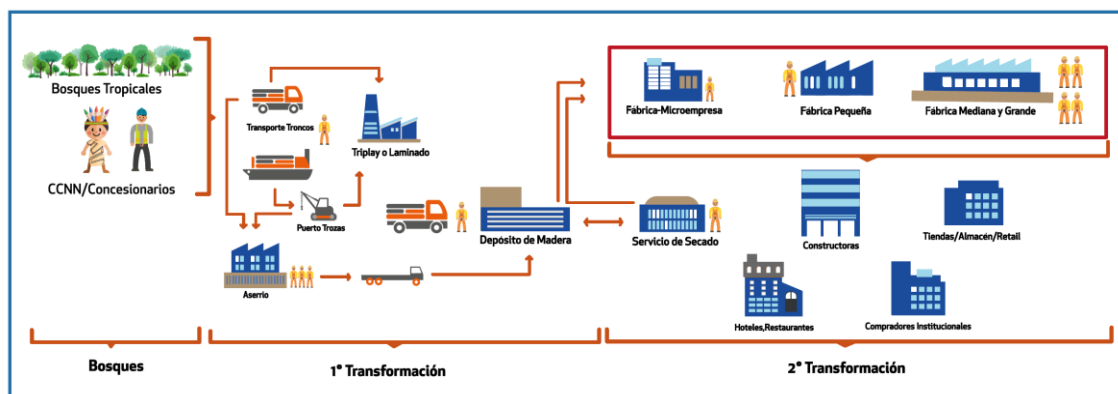 Bosques Tropicales
CCNN/Concesionarios
Transporte Troncos
Triplay o Laminado
Puerto Trozas
Aserrio
Depósito de Madera
Servicio de Secado
Fábrica-Microempresa
Fábrica Pequeña
Fábrica Mediana y Grande
Constructoras
Tiendas/Almacén/Retail
Hoteles,Restaurantes
Compradores Institucionales
Bosques
1° Transformación
2° Transformación